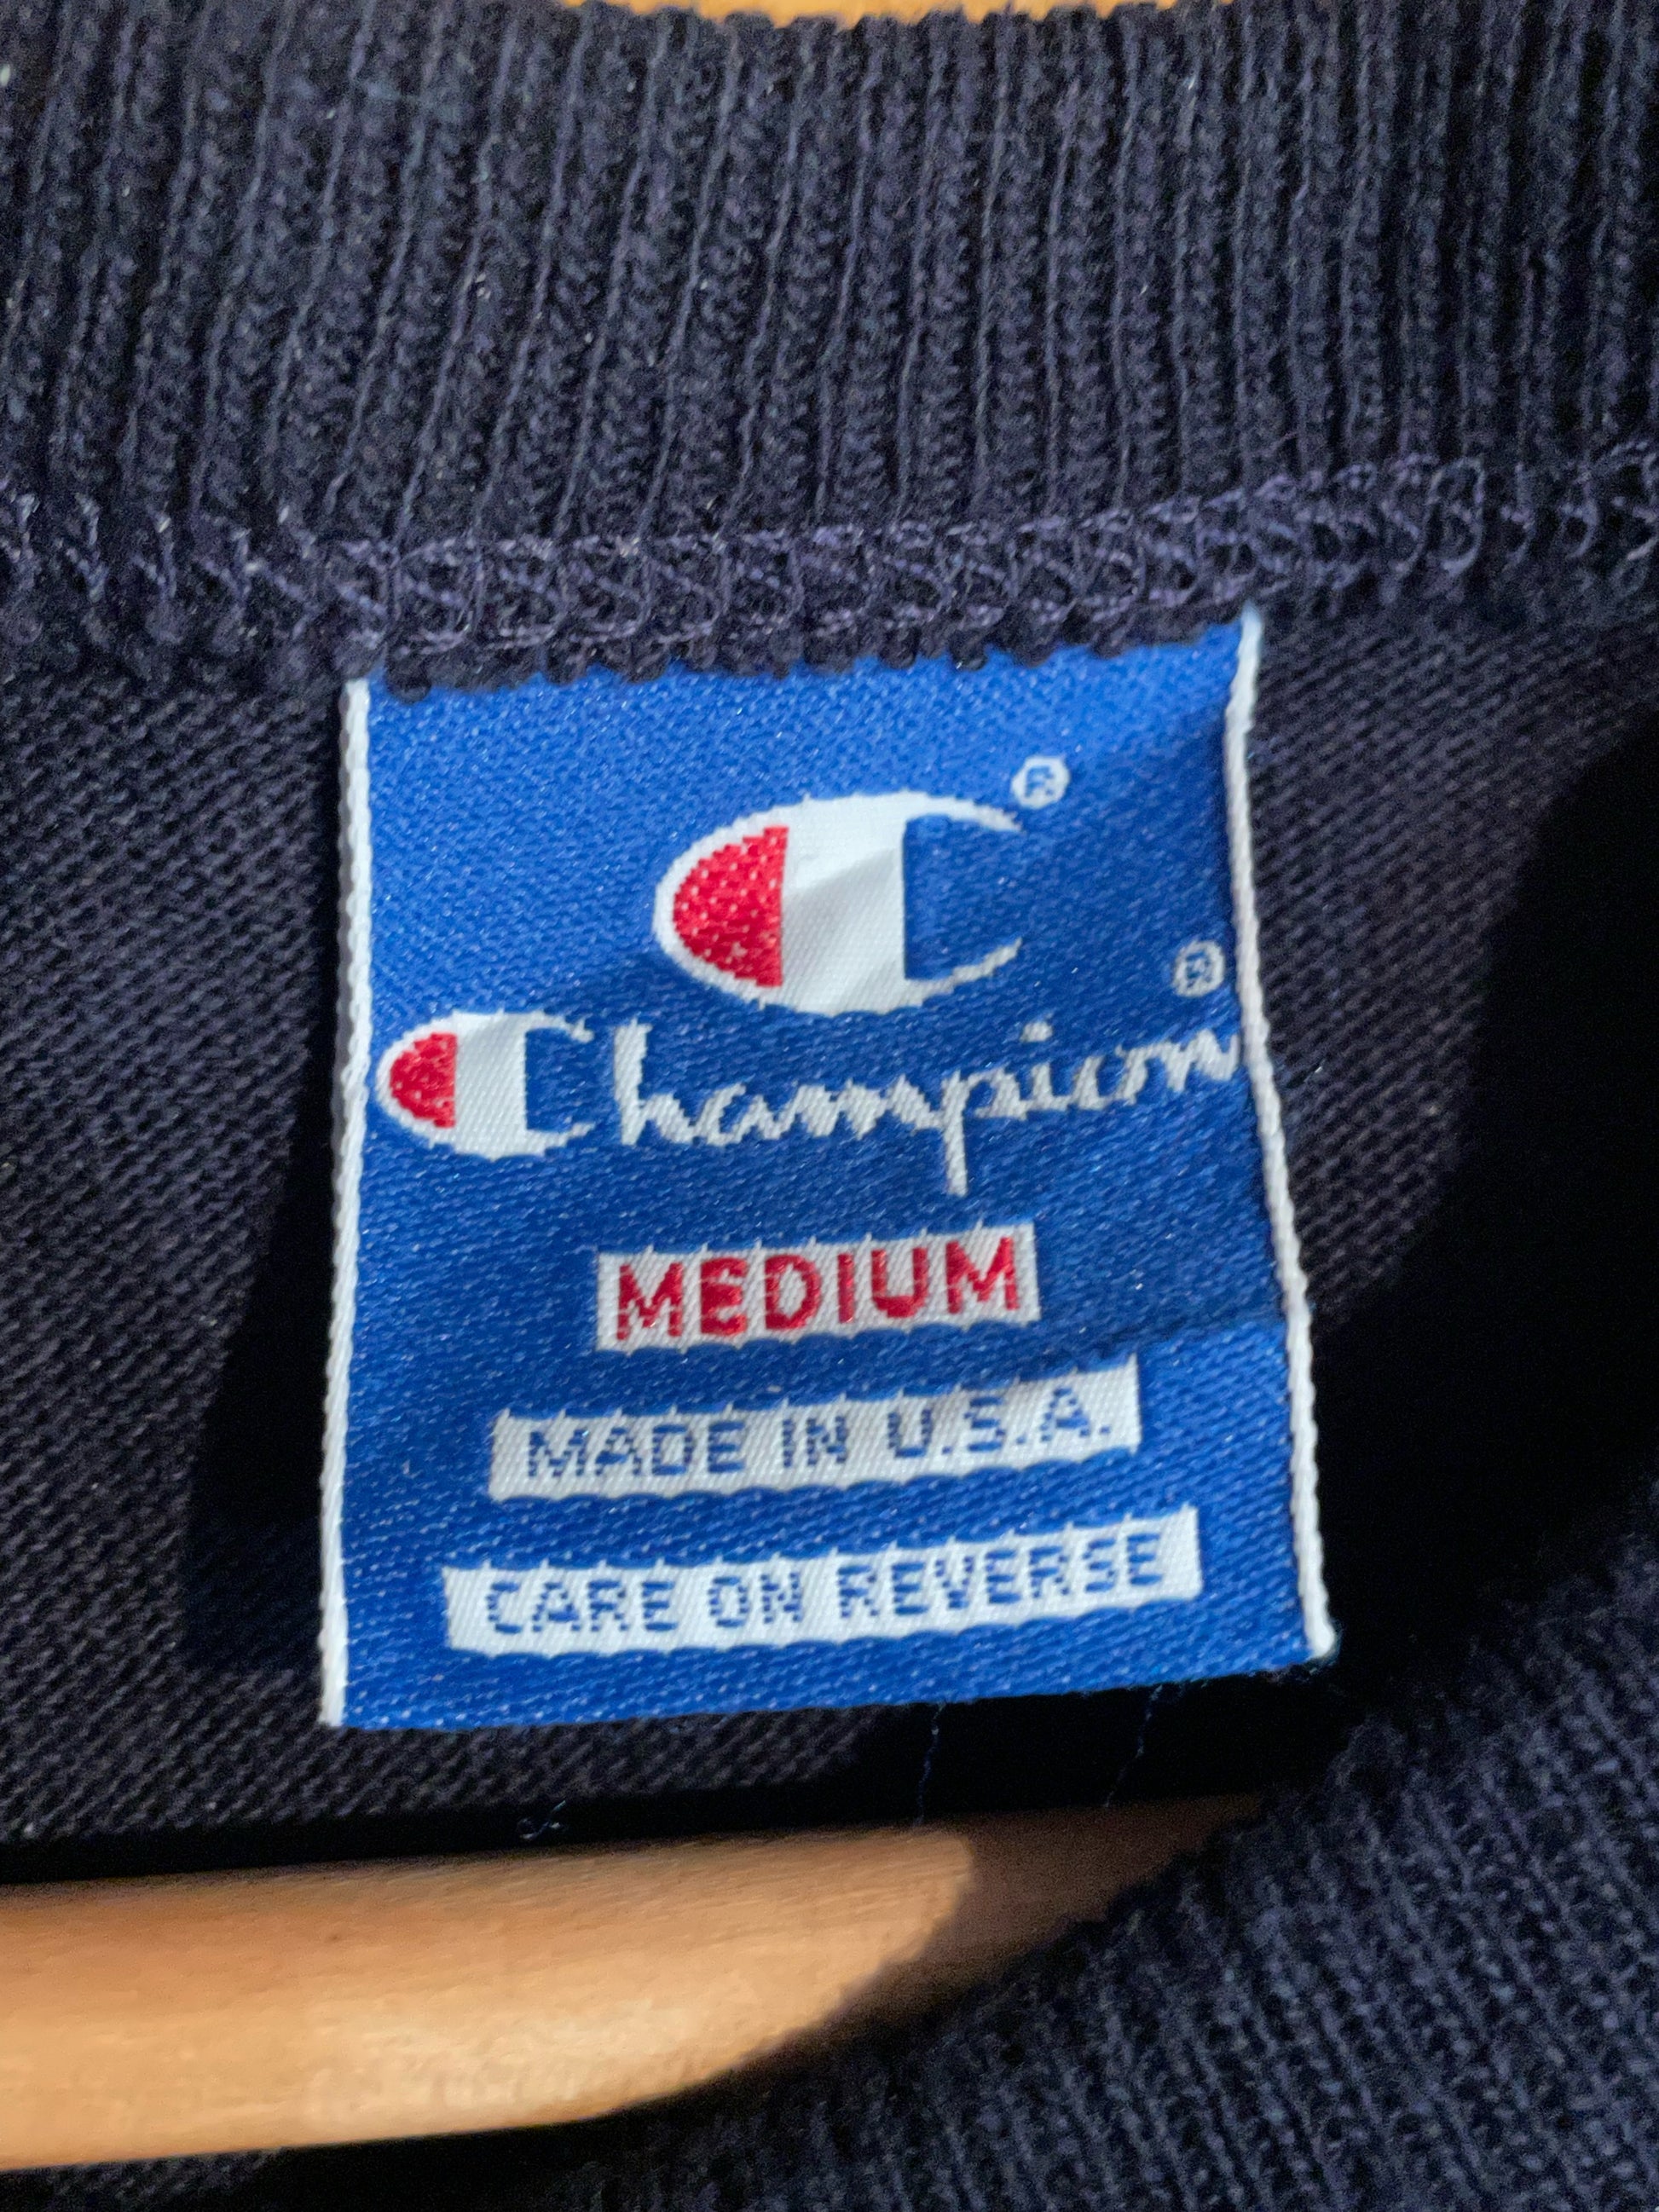 C®
Champion®
MEDIUM
MADE IN U.S.A.
CARE ON REVERSE